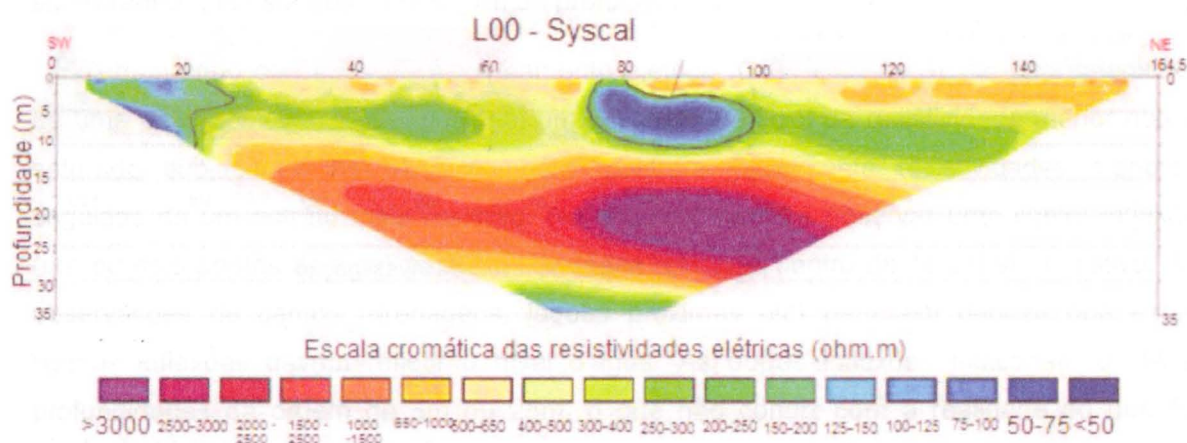 L00 - Syscal
SW NE
0 20 40 60 80 100 120 140 164,5
Profundidade (m)
0 0
5
10
15
20
25
30
35 35
Escala cromática das resistividades elétricas (ohm.m)
>3000 2500-3000 2000-2500 1500-2500 1000-1500 650-1000 500-650 400-500 300-400 250-300 200-250 150-200 125-150 100-125 75-100 50-75 <50